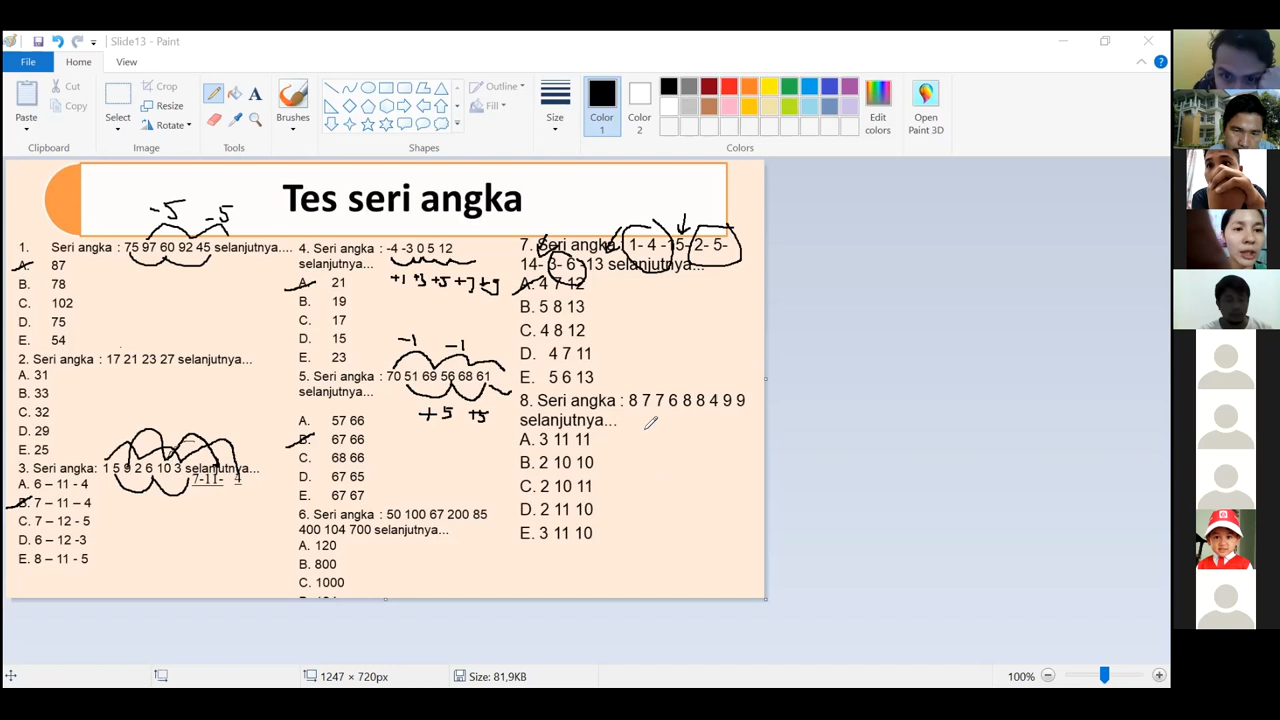 Slide13 - Paint
File Home View
Cut
Copy
Paste
Clipboard
Select
Crop
Resize
Rotate
Image
A
Tools
Brushes
Outline
Fill
Shapes
Size
Color 1
Color 2
Edit colors
Open Paint 3D
Colors
Tes seri angka
-5 -5
1. Seri angka : 75 97 60 92 45 selanjutnya....
A. 87
B. 78
C. 102
D. 75
E. 54
2. Seri angka : 17 21 23 27 selanjutnya...
A. 31
B. 33
C. 32
D. 29
E. 25
3. Seri angka: 1 5 9 2 6 10 3 selanjutnya...
7-11- 4
A. 6 – 11 - 4
B. 7 – 11 – 4
C. 7 – 12 - 5
D. 6 – 12 -3
E. 8 – 11 - 5
4. Seri angka : -4 -3 0 5 12
selanjutnya...
+1 +3 +5 +7 +9
A. 21
B. 19
C. 17
D. 15
E. 23
-1 -1
5. Seri angka : 70 51 69 56 68 61
selanjutnya...
+5 +5
A. 57 66
B. 67 66
C. 68 66
D. 67 65
E. 67 67
6. Seri angka : 50 100 67 200 85
400 104 700 selanjutnya...
A. 120
B. 800
C. 1000
7. Seri angka : 1- 4 -15- 2- 5-
14- 3- 6 -13 selanjutnya...
A. 4 7 12
B. 5 8 13
C. 4 8 12
D. 4 7 11
E. 5 6 13
8. Seri angka : 8 7 7 6 8 8 4 9 9
selanjutnya...
A. 3 11 11
B. 2 10 10
C. 2 10 11
D. 2 11 10
E. 3 11 10
1247 × 720px
Size: 81,9KB
100%